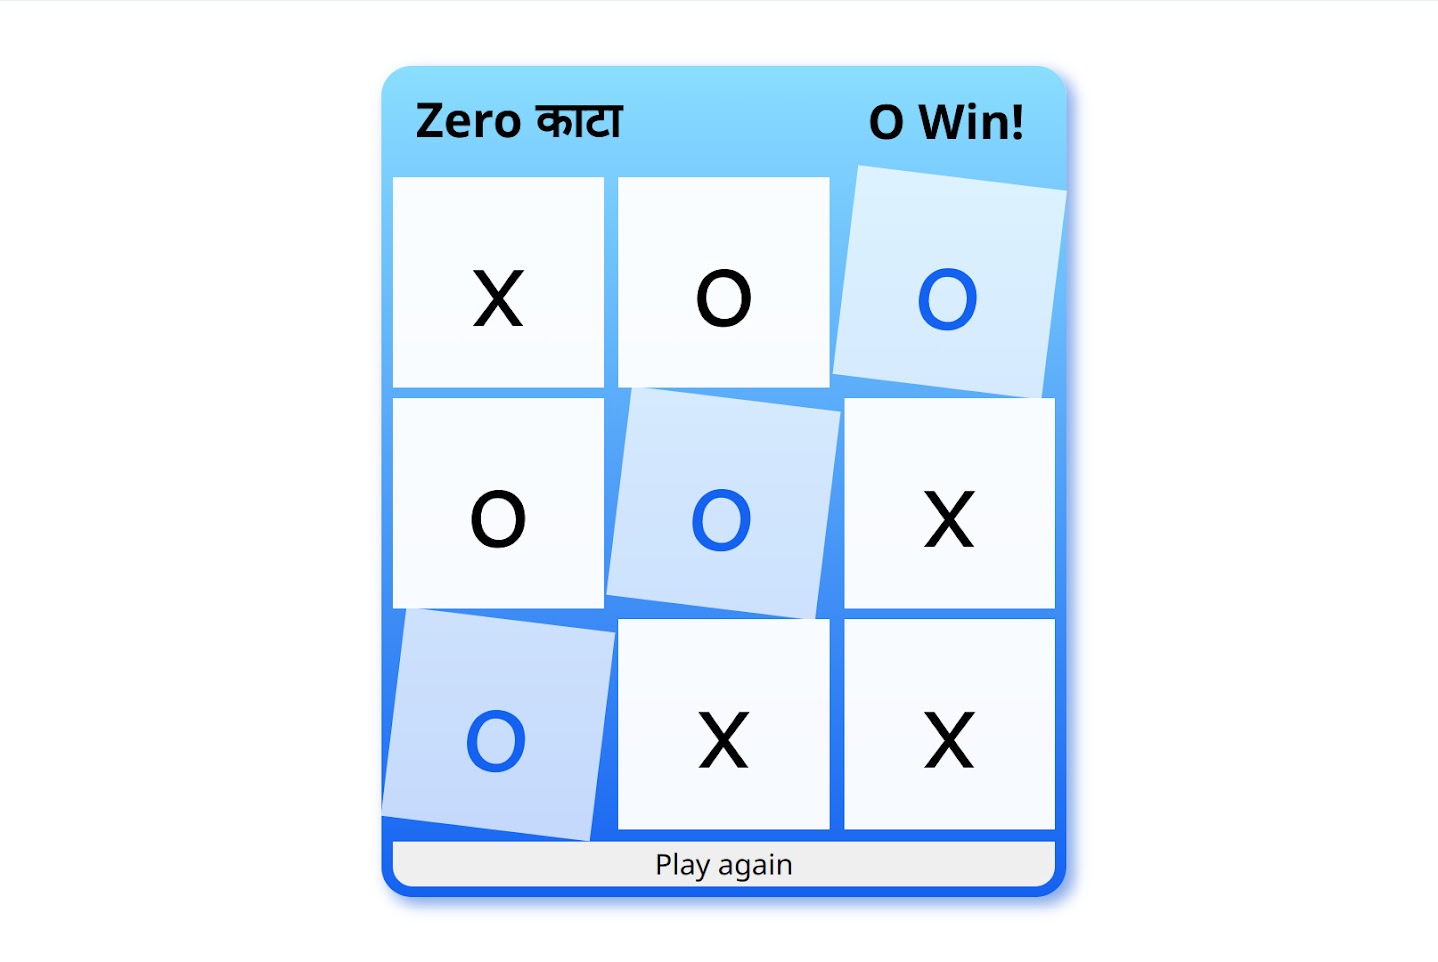 Zero काटा O Win!
X O O
O O X
O X X
Play again